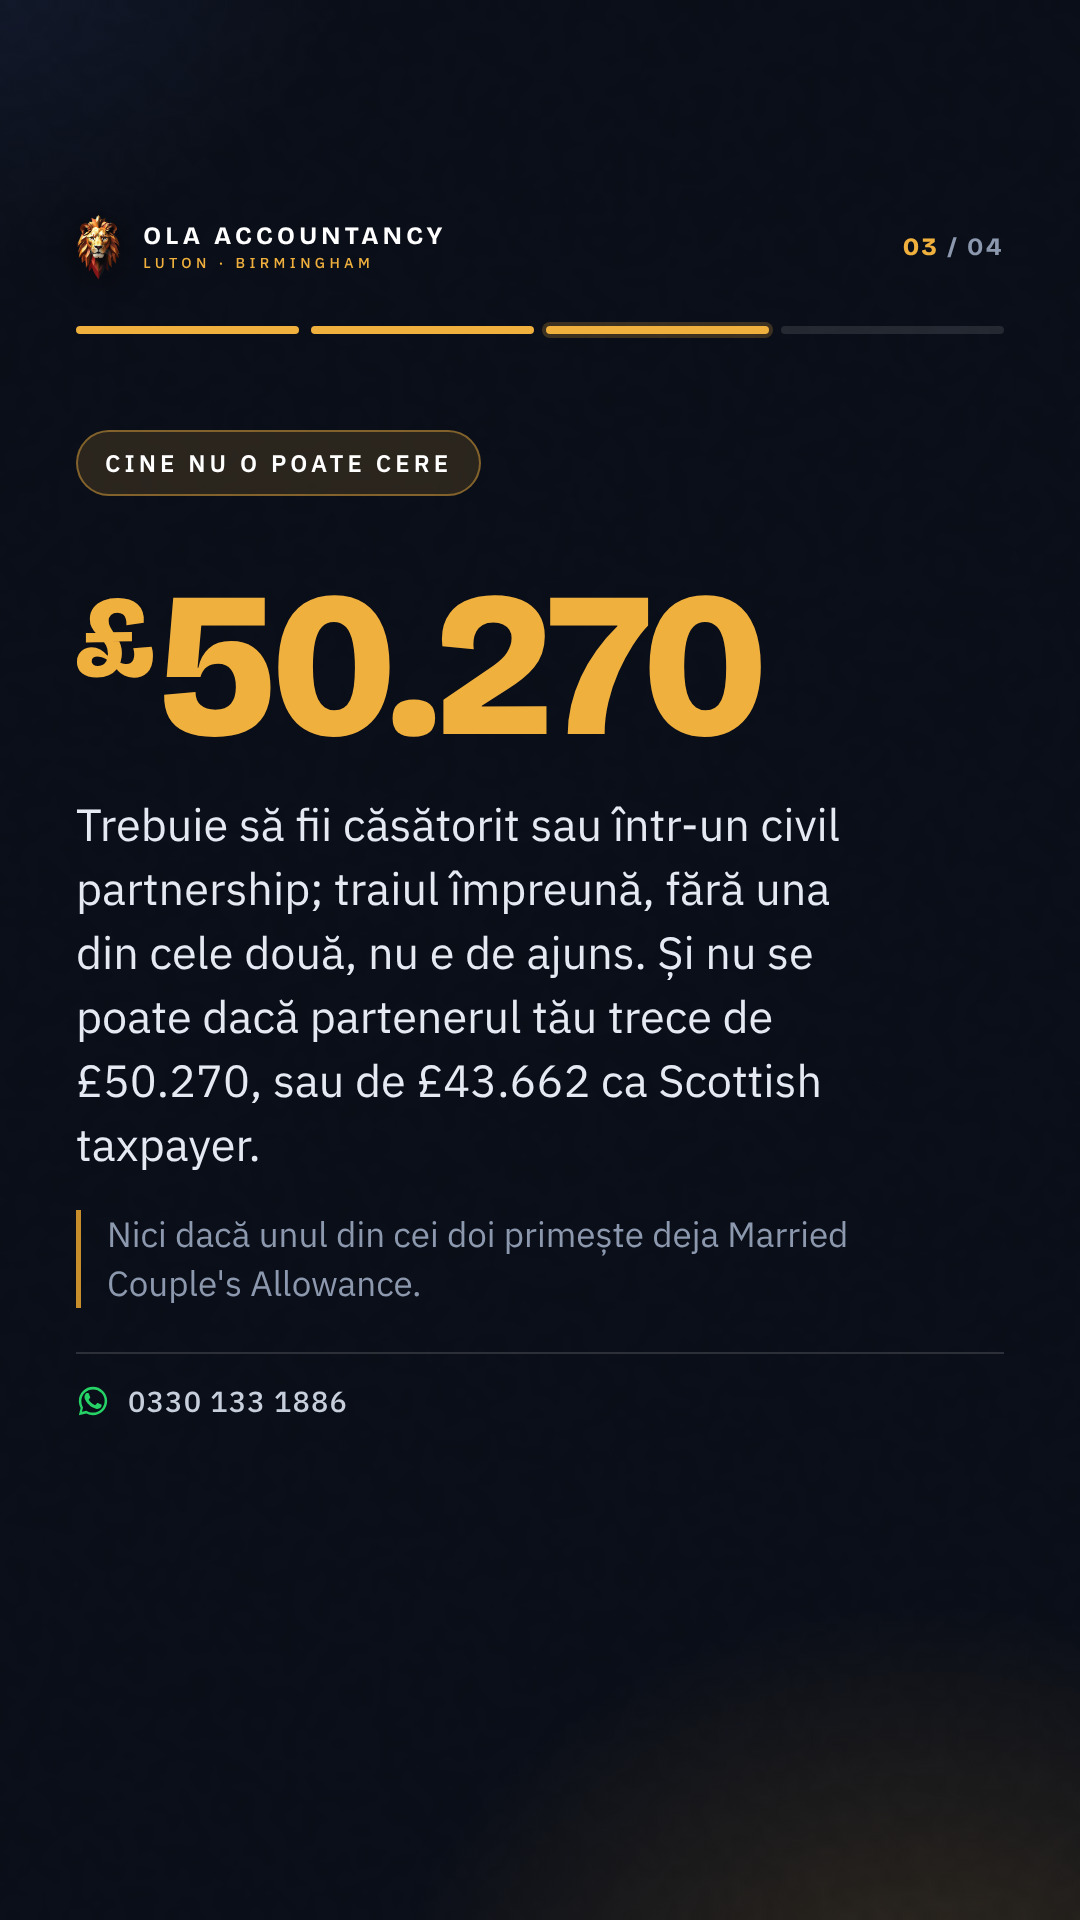 OLA ACCOUNTANCY
LUTON · BIRMINGHAM
03 / 04
CINE NU O POATE CERE
£50.270
Trebuie să fii căsătorit sau într-un civil
partnership; traiul împreună, fără una
din cele două, nu e de ajuns. Și nu se
poate dacă partenerul tău trece de
£50.270, sau de £43.662 ca Scottish
taxpayer.
Nici dacă unul din cei doi primește deja Married
Couple's Allowance.
0330 133 1886